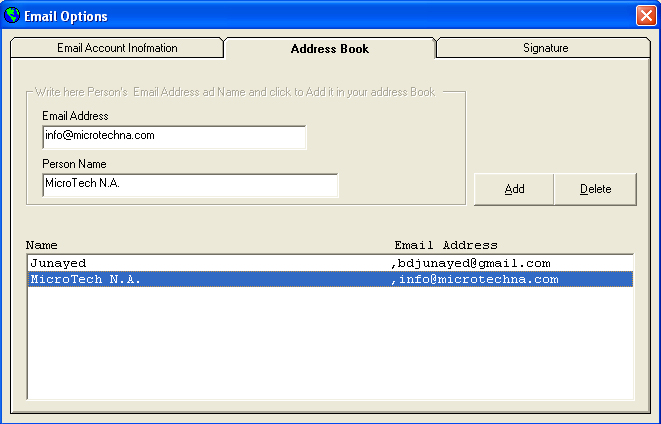 Email Options
Email Account Inofmation Address Book Signature
Write here Person's Email Address ad Name and click to Add it in your address Book
Email Address
info@microtechna.com
Person Name
MicroTech N.A.
Add Delete
Name Email Address
Junayed ,bdjunayed@gmail.com
MicroTech N.A. ,info@microtechna.com